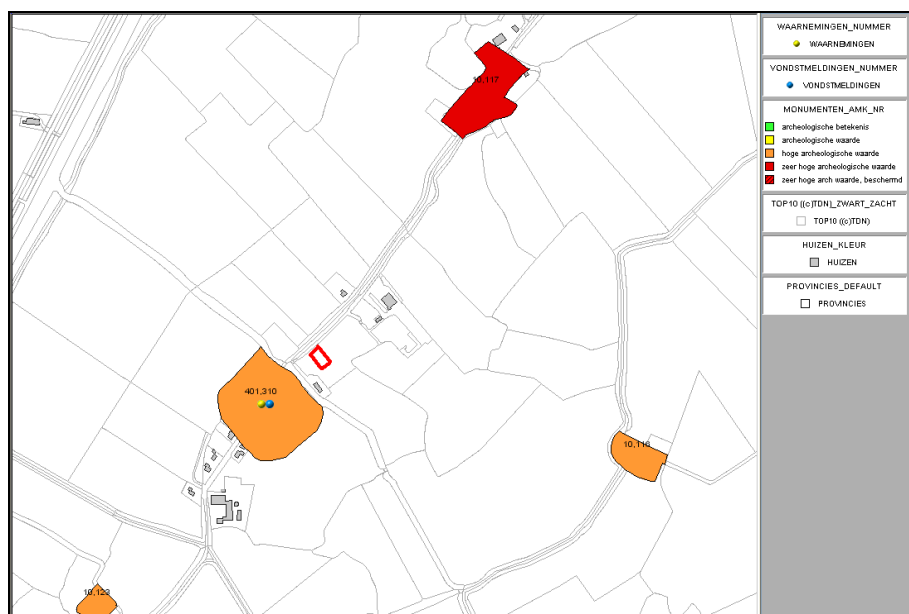 10,117
401,310
10,116
10,123
WAARNEMINGEN_NUMMER
WAARNEMINGEN
VONDSTMELDINGEN_NUMMER
VONDSTMELDINGEN
MONUMENTEN_AMK_NR
archeologische betekenis
archeologische waarde
hoge archeologische waarde
zeer hoge archeologische waarde
zeer hoge arch waarde, beschermd
TOP10 ((c)TDN)_ZWART_ZACHT
TOP10 ((c)TDN)
HUIZEN_KLEUR
HUIZEN
PROVINCIES_DEFAULT
PROVINCIES